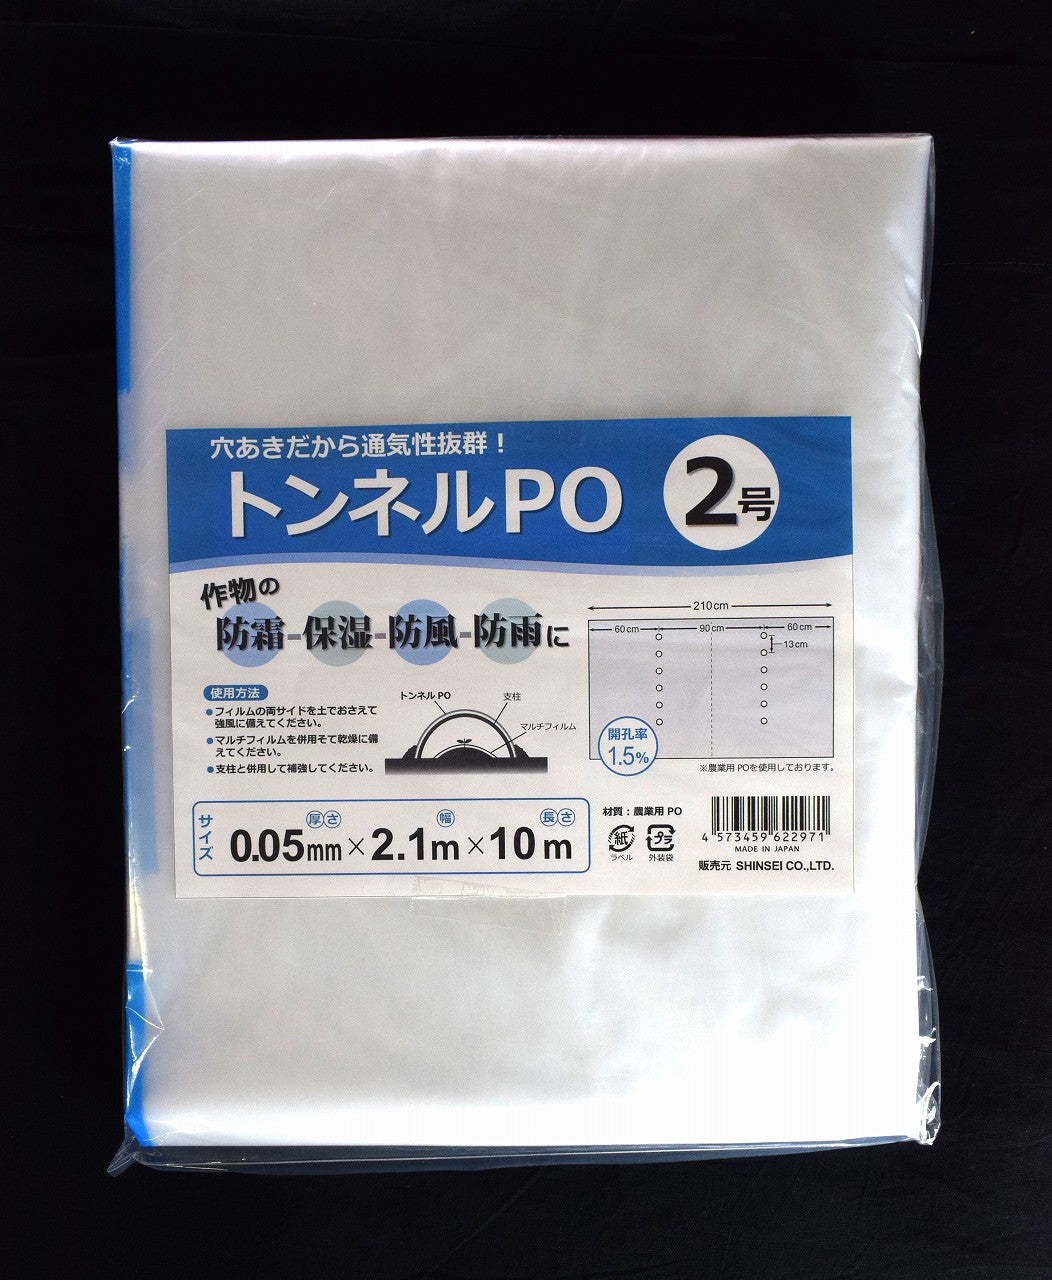 穴あきだから通気性抜群！
トンネルPO
2号
作物の
防霜-保湿-防風-防雨に
使用方法
●フィルムの両サイドを土でおさえて
強風に備えてください。
●マルチフィルムを併用そて乾燥に備
えてください。
●支柱と併用して補強してください。
トンネルPO
支柱
マルチフィルム
210cm
60cm
90cm
60cm
13cm
開孔率
1.5%
※農業用POを使用しております。
サイズ
厚さ 幅 長さ
0.05mm×2.1m×10m
材質：農業用PO
紙
ラベル
プラ
外装袋
4 573459 622971
MADE IN JAPAN
販売元 SHINSEI CO.,LTD.